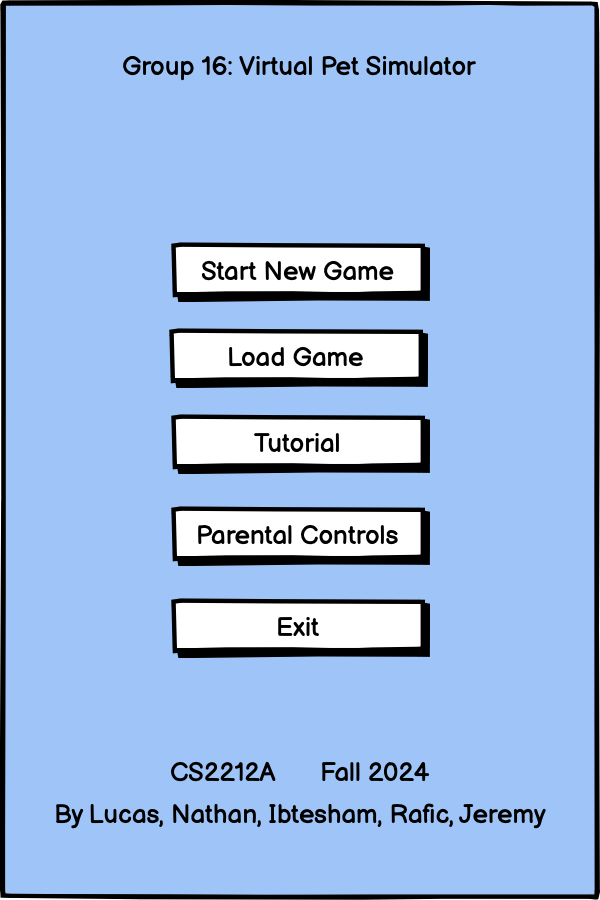 Group 16: Virtual Pet Simulator
Start New Game
Load Game
Tutorial
Parental Controls
Exit
CS2212A Fall 2024
By Lucas, Nathan, Ibtesham, Rafic, Jeremy